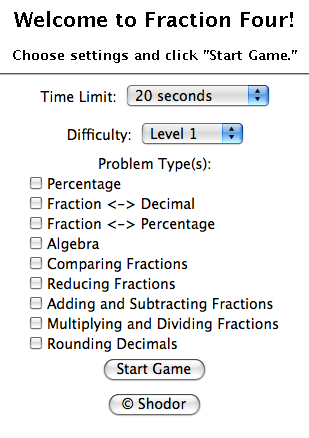 Welcome to Fraction Four!
Choose settings and click "Start Game."
Time Limit: 20 seconds
Difficulty: Level 1
Problem Type(s):
Percentage
Fraction <-> Decimal
Fraction <-> Percentage
Algebra
Comparing Fractions
Reducing Fractions
Adding and Subtracting Fractions
Multiplying and Dividing Fractions
Rounding Decimals
Start Game
© Shodor